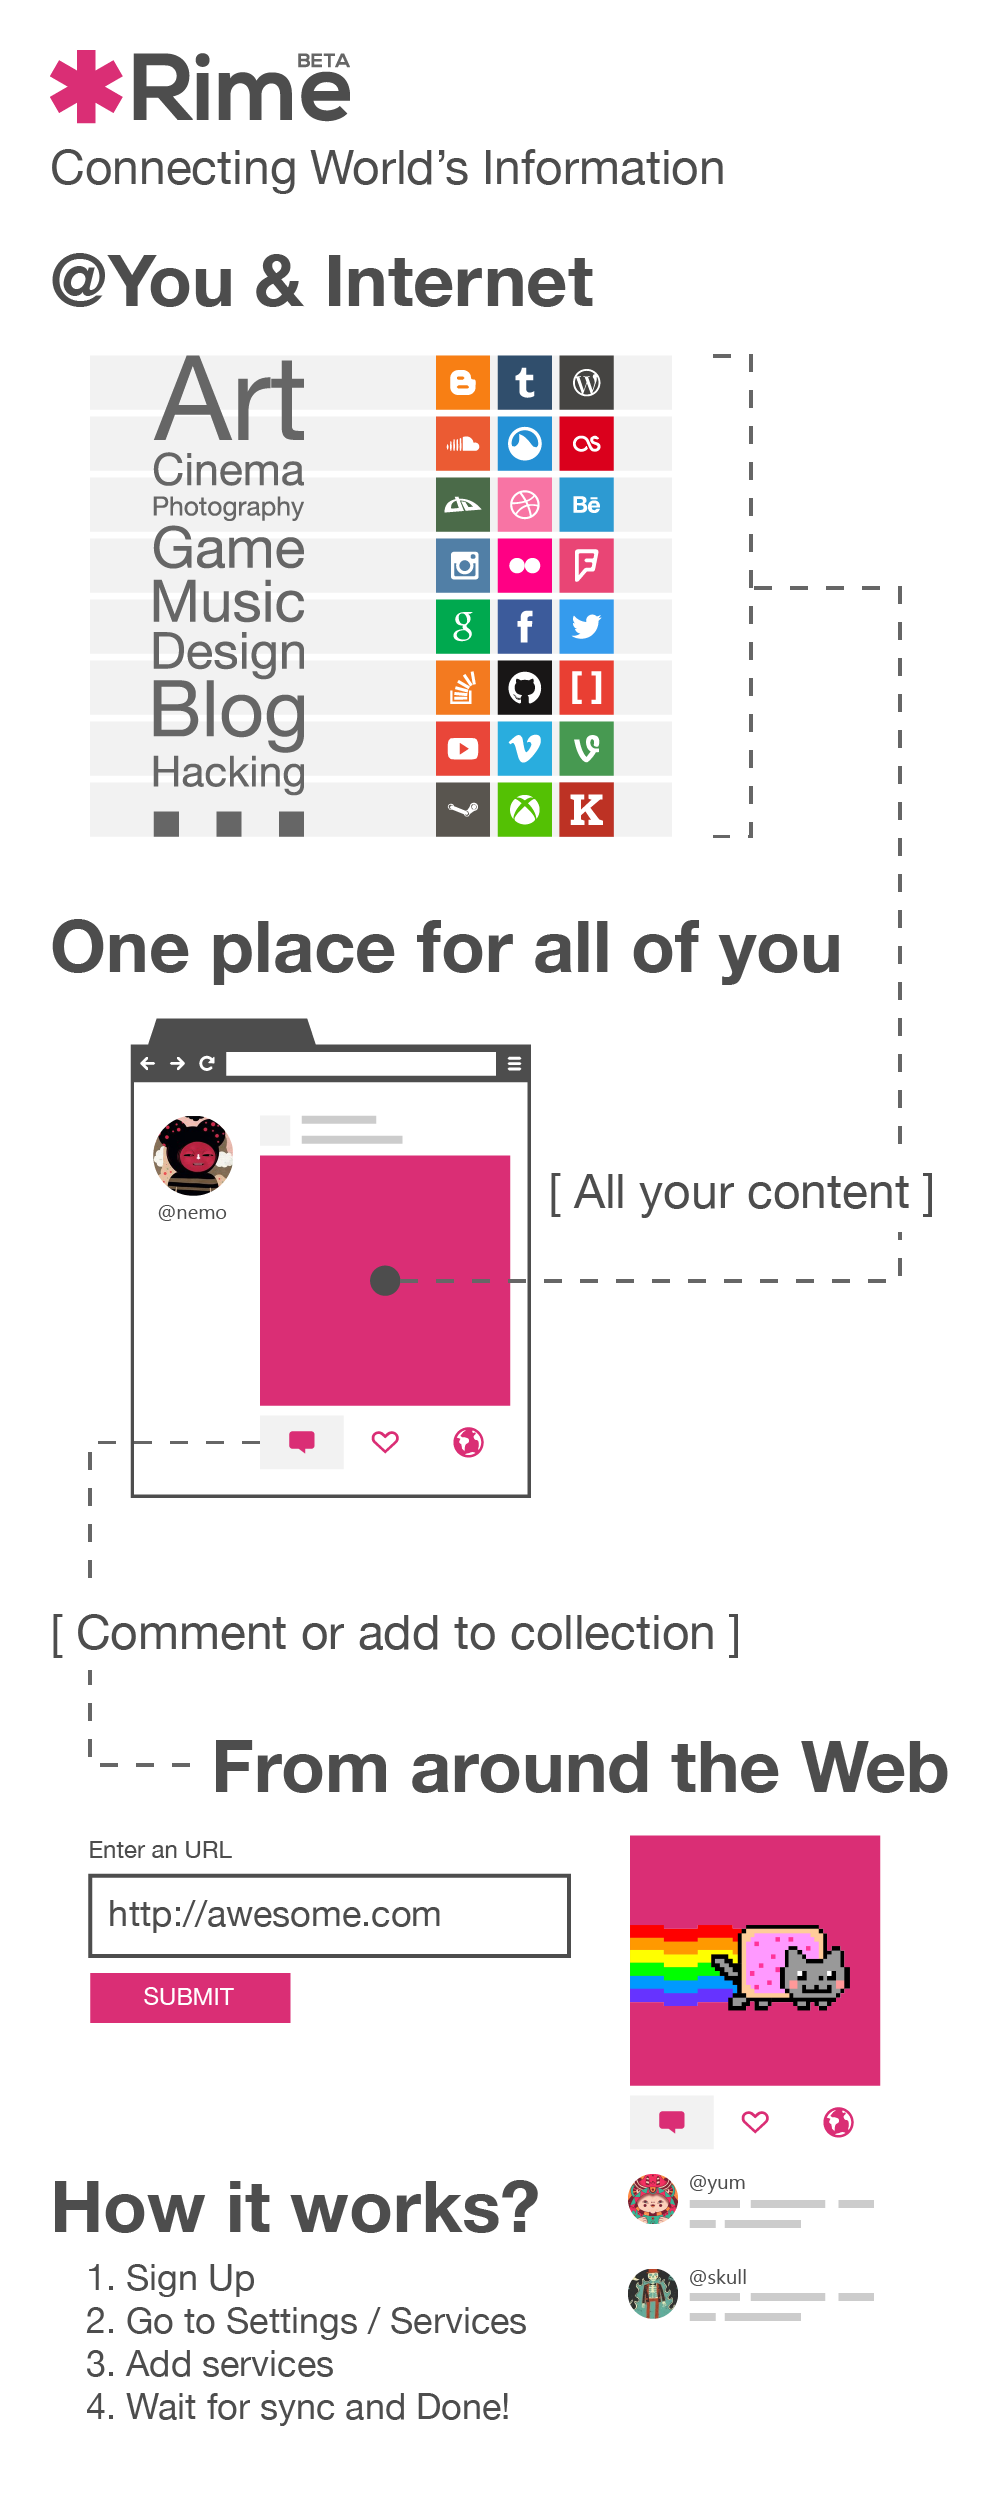 Rime BETA
Connecting World's Information
@You & Internet
Art
Cinema
Photography
Game
Music
Design
Blog
Hacking
One place for all of you
@nemo
[ All your content ]
[ Comment or add to collection ]
From around the Web
Enter an URL
http://awesome.com
SUBMIT
@yum
@skull
How it works?
1. Sign Up
2. Go to Settings / Services
3. Add services
4. Wait for sync and Done!